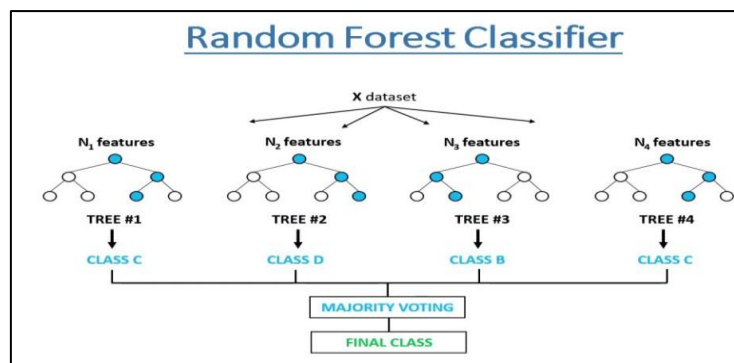 Random Forest Classifier
X dataset
N₁ features N₂ features N₃ features N₄ features
TREE #1 TREE #2 TREE #3 TREE #4
CLASS C CLASS D CLASS B CLASS C
MAJORITY VOTING
FINAL CLASS